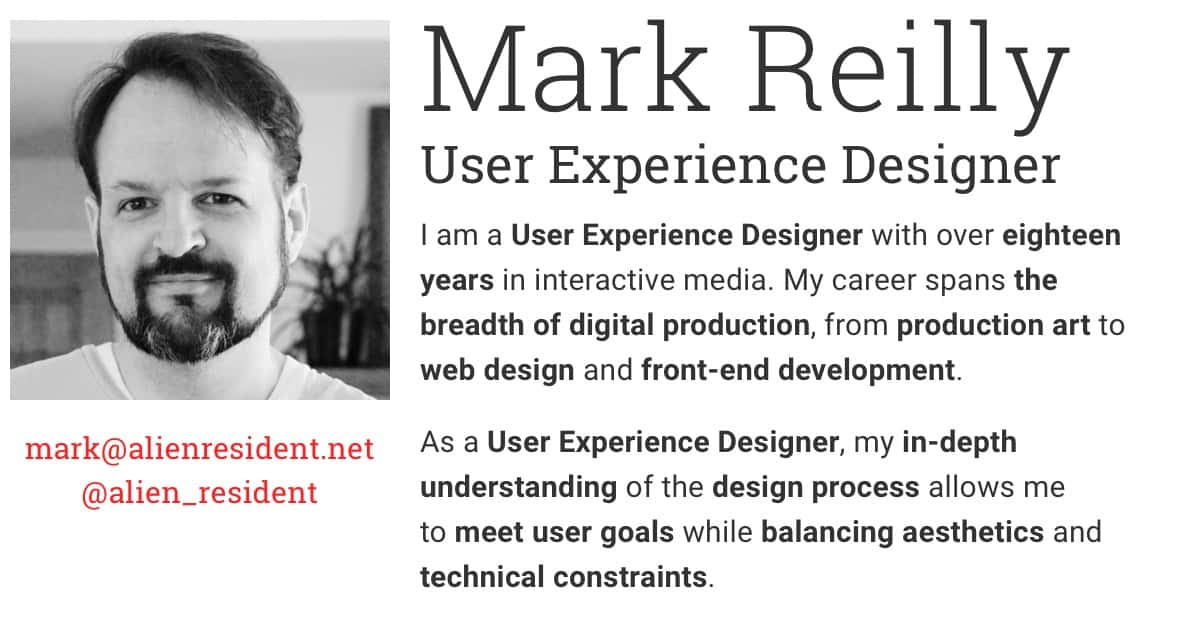 Mark Reilly
User Experience Designer
I am a User Experience Designer with over eighteen
years in interactive media. My career spans the
breadth of digital production, from production art to
web design and front-end development.
As a User Experience Designer, my in-depth
understanding of the design process allows me
to meet user goals while balancing aesthetics and
technical constraints.
mark@alienresident.net
@alien_resident